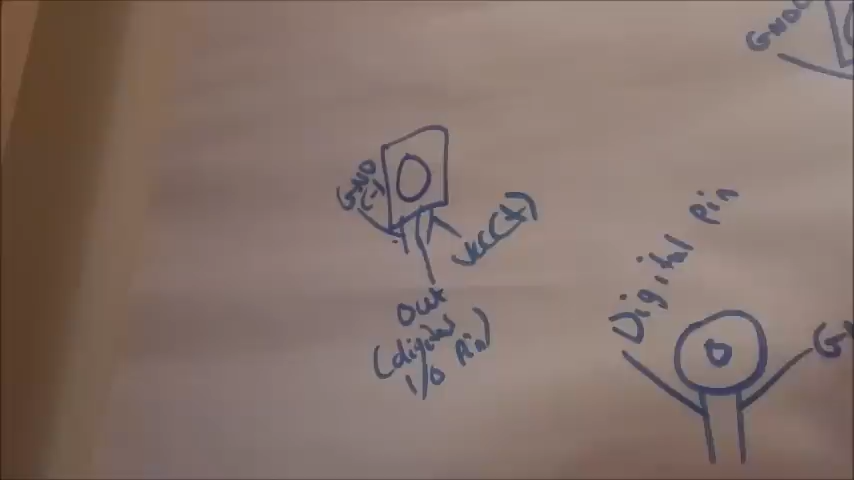 GND
(-)
VCC(+)
out
(digital
I/O pin)
Digital pin